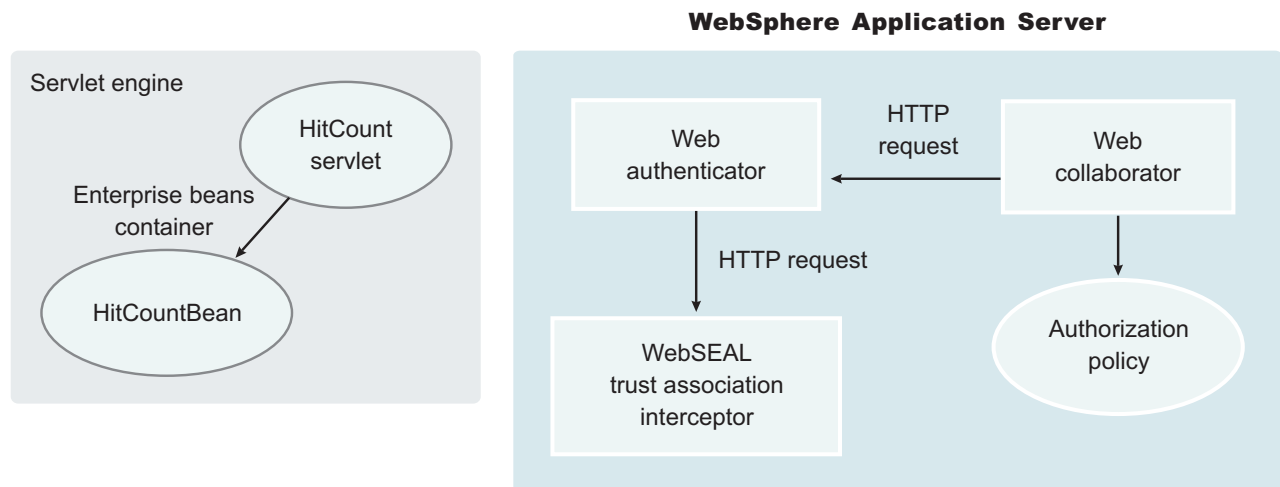 WebSphere Application Server
Servlet engine
HitCount
servlet
Enterprise beans
container
HitCountBean
Web
authenticator
HTTP
request
Web
collaborator
HTTP request
WebSEAL
trust association
interceptor
Authorization
policy